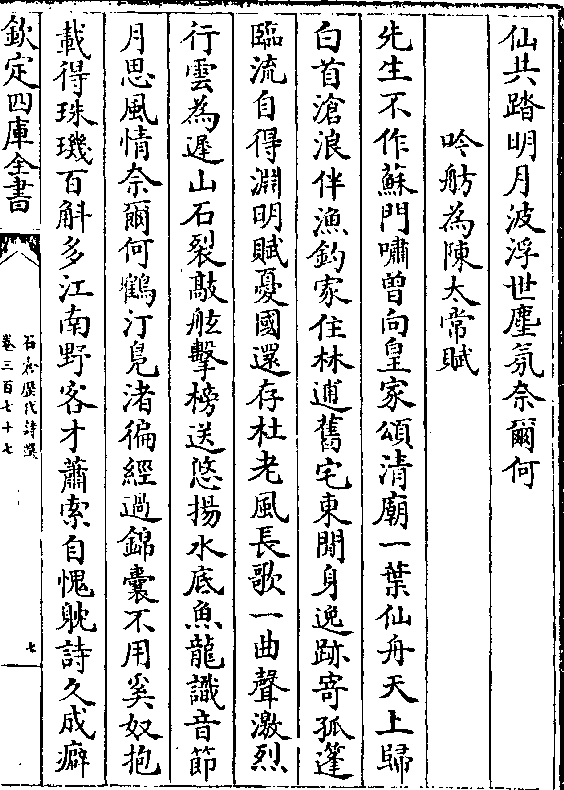 仙共踏明月波浮世塵氛奈爾何
吟舫為陳太常賦
先生不作蘇門嘯曾向皇家頌清廟一葉仙舟天上歸
白首滄浪伴漁釣家住林逋舊宅東閒身逸跡寄孤篷
臨流自得淵明賦憂國還存杜老風長歌一曲聲激烈
行雲為遲山石裂敲舷擊榜送悠揚水底魚龍識音節
月思風情奈爾何鶴汀鳧渚徧經過錦囊不用奚奴抱
載得珠璣百斛多江南野客才蕭索自愧躭詩久成癖
欽定四庫全書
石倉歷代詩選
卷三百七十七
七